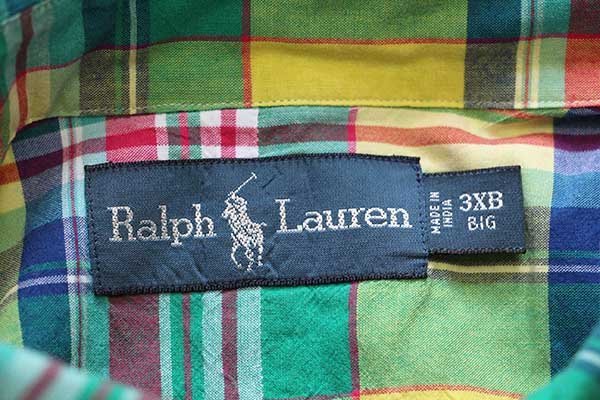 Ralph Lauren
MADE IN
INDIA
3XB
BIG